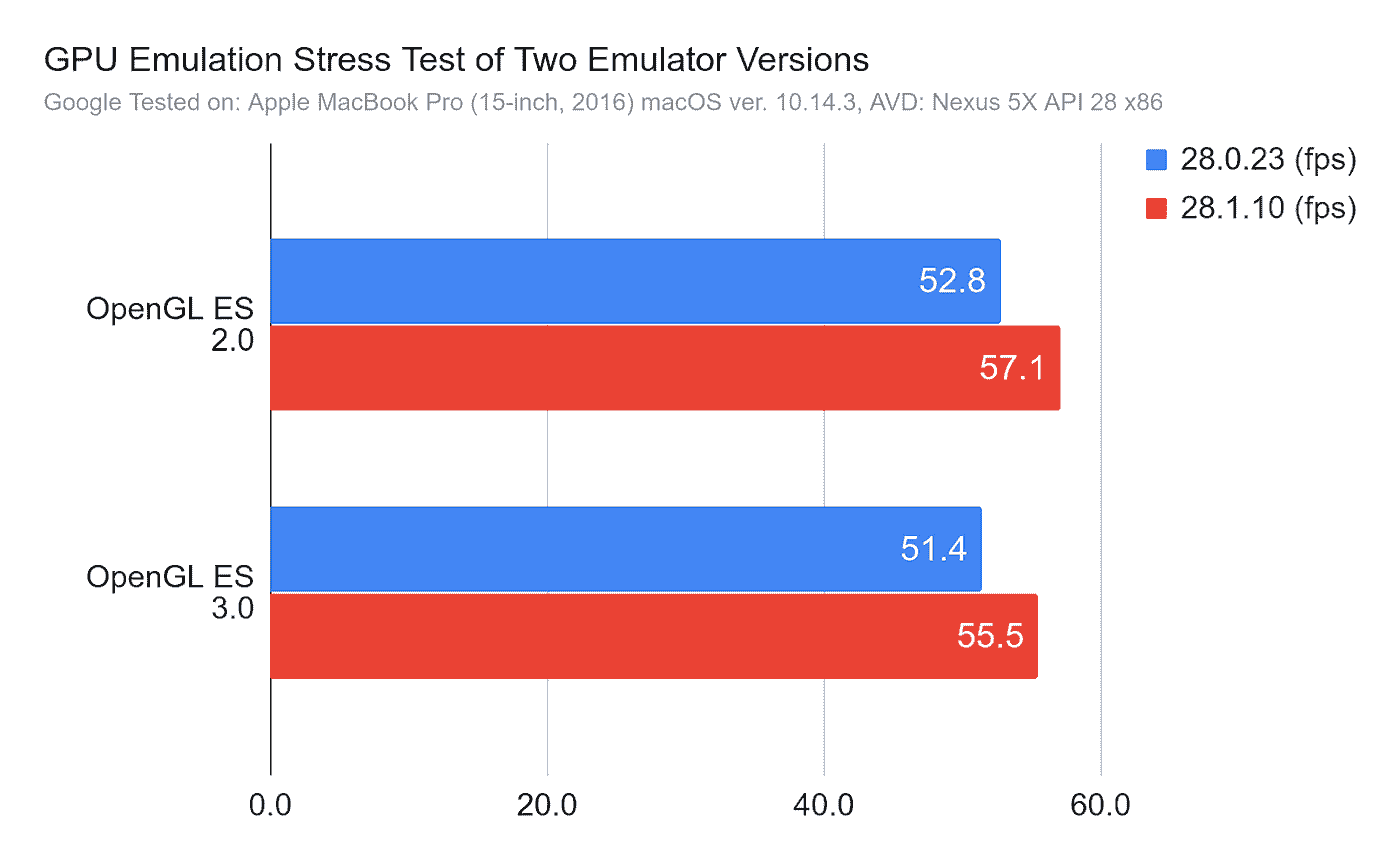 GPU Emulation Stress Test of Two Emulator Versions
Google Tested on: Apple MacBook Pro (15-inch, 2016) macOS ver. 10.14.3, AVD: Nexus 5X API 28 x86
28.0.23 (fps)
28.1.10 (fps)
OpenGL ES
2.0
52.8
57.1
OpenGL ES
3.0
51.4
55.5
0.0
20.0
40.0
60.0